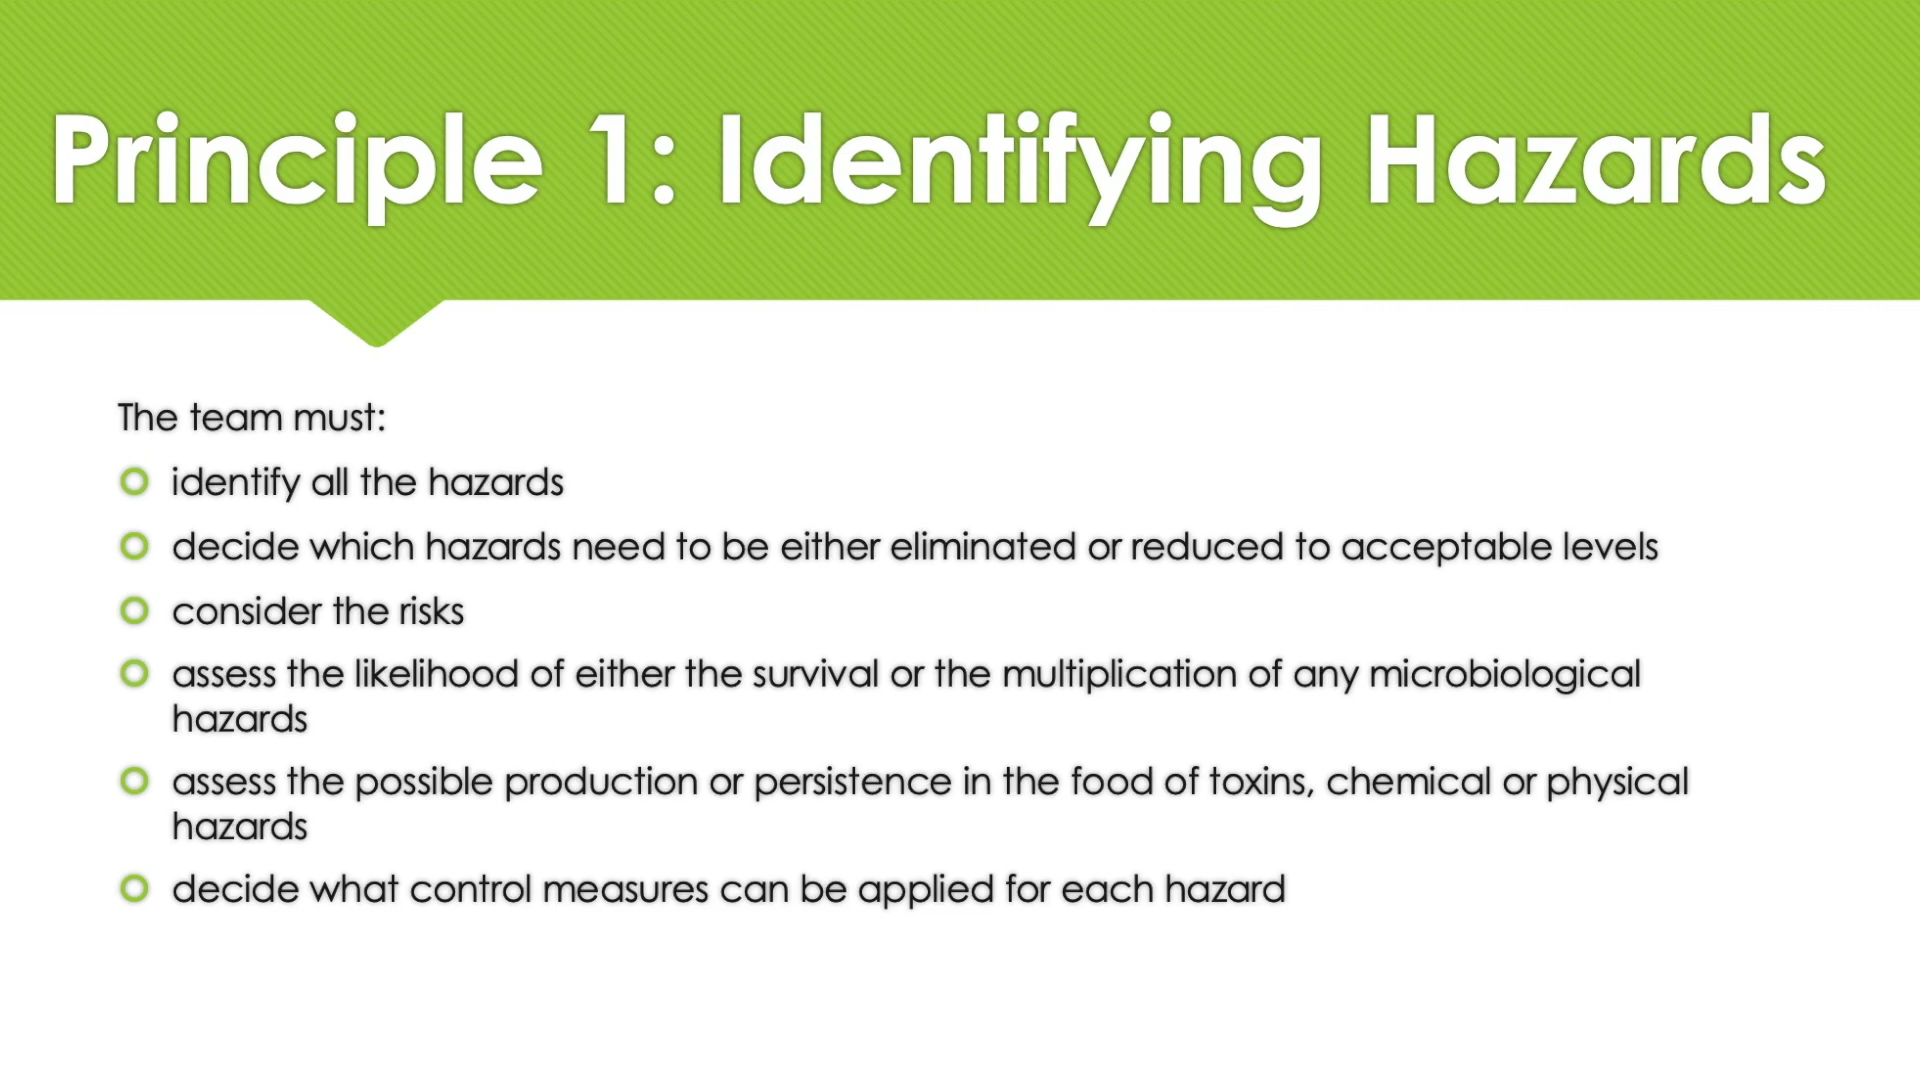 Principle 1: Identifying Hazards
The team must:
identify all the hazards
decide which hazards need to be either eliminated or reduced to acceptable levels
consider the risks
assess the likelihood of either the survival or the multiplication of any microbiological
hazards
assess the possible production or persistence in the food of toxins, chemical or physical
hazards
decide what control measures can be applied for each hazard